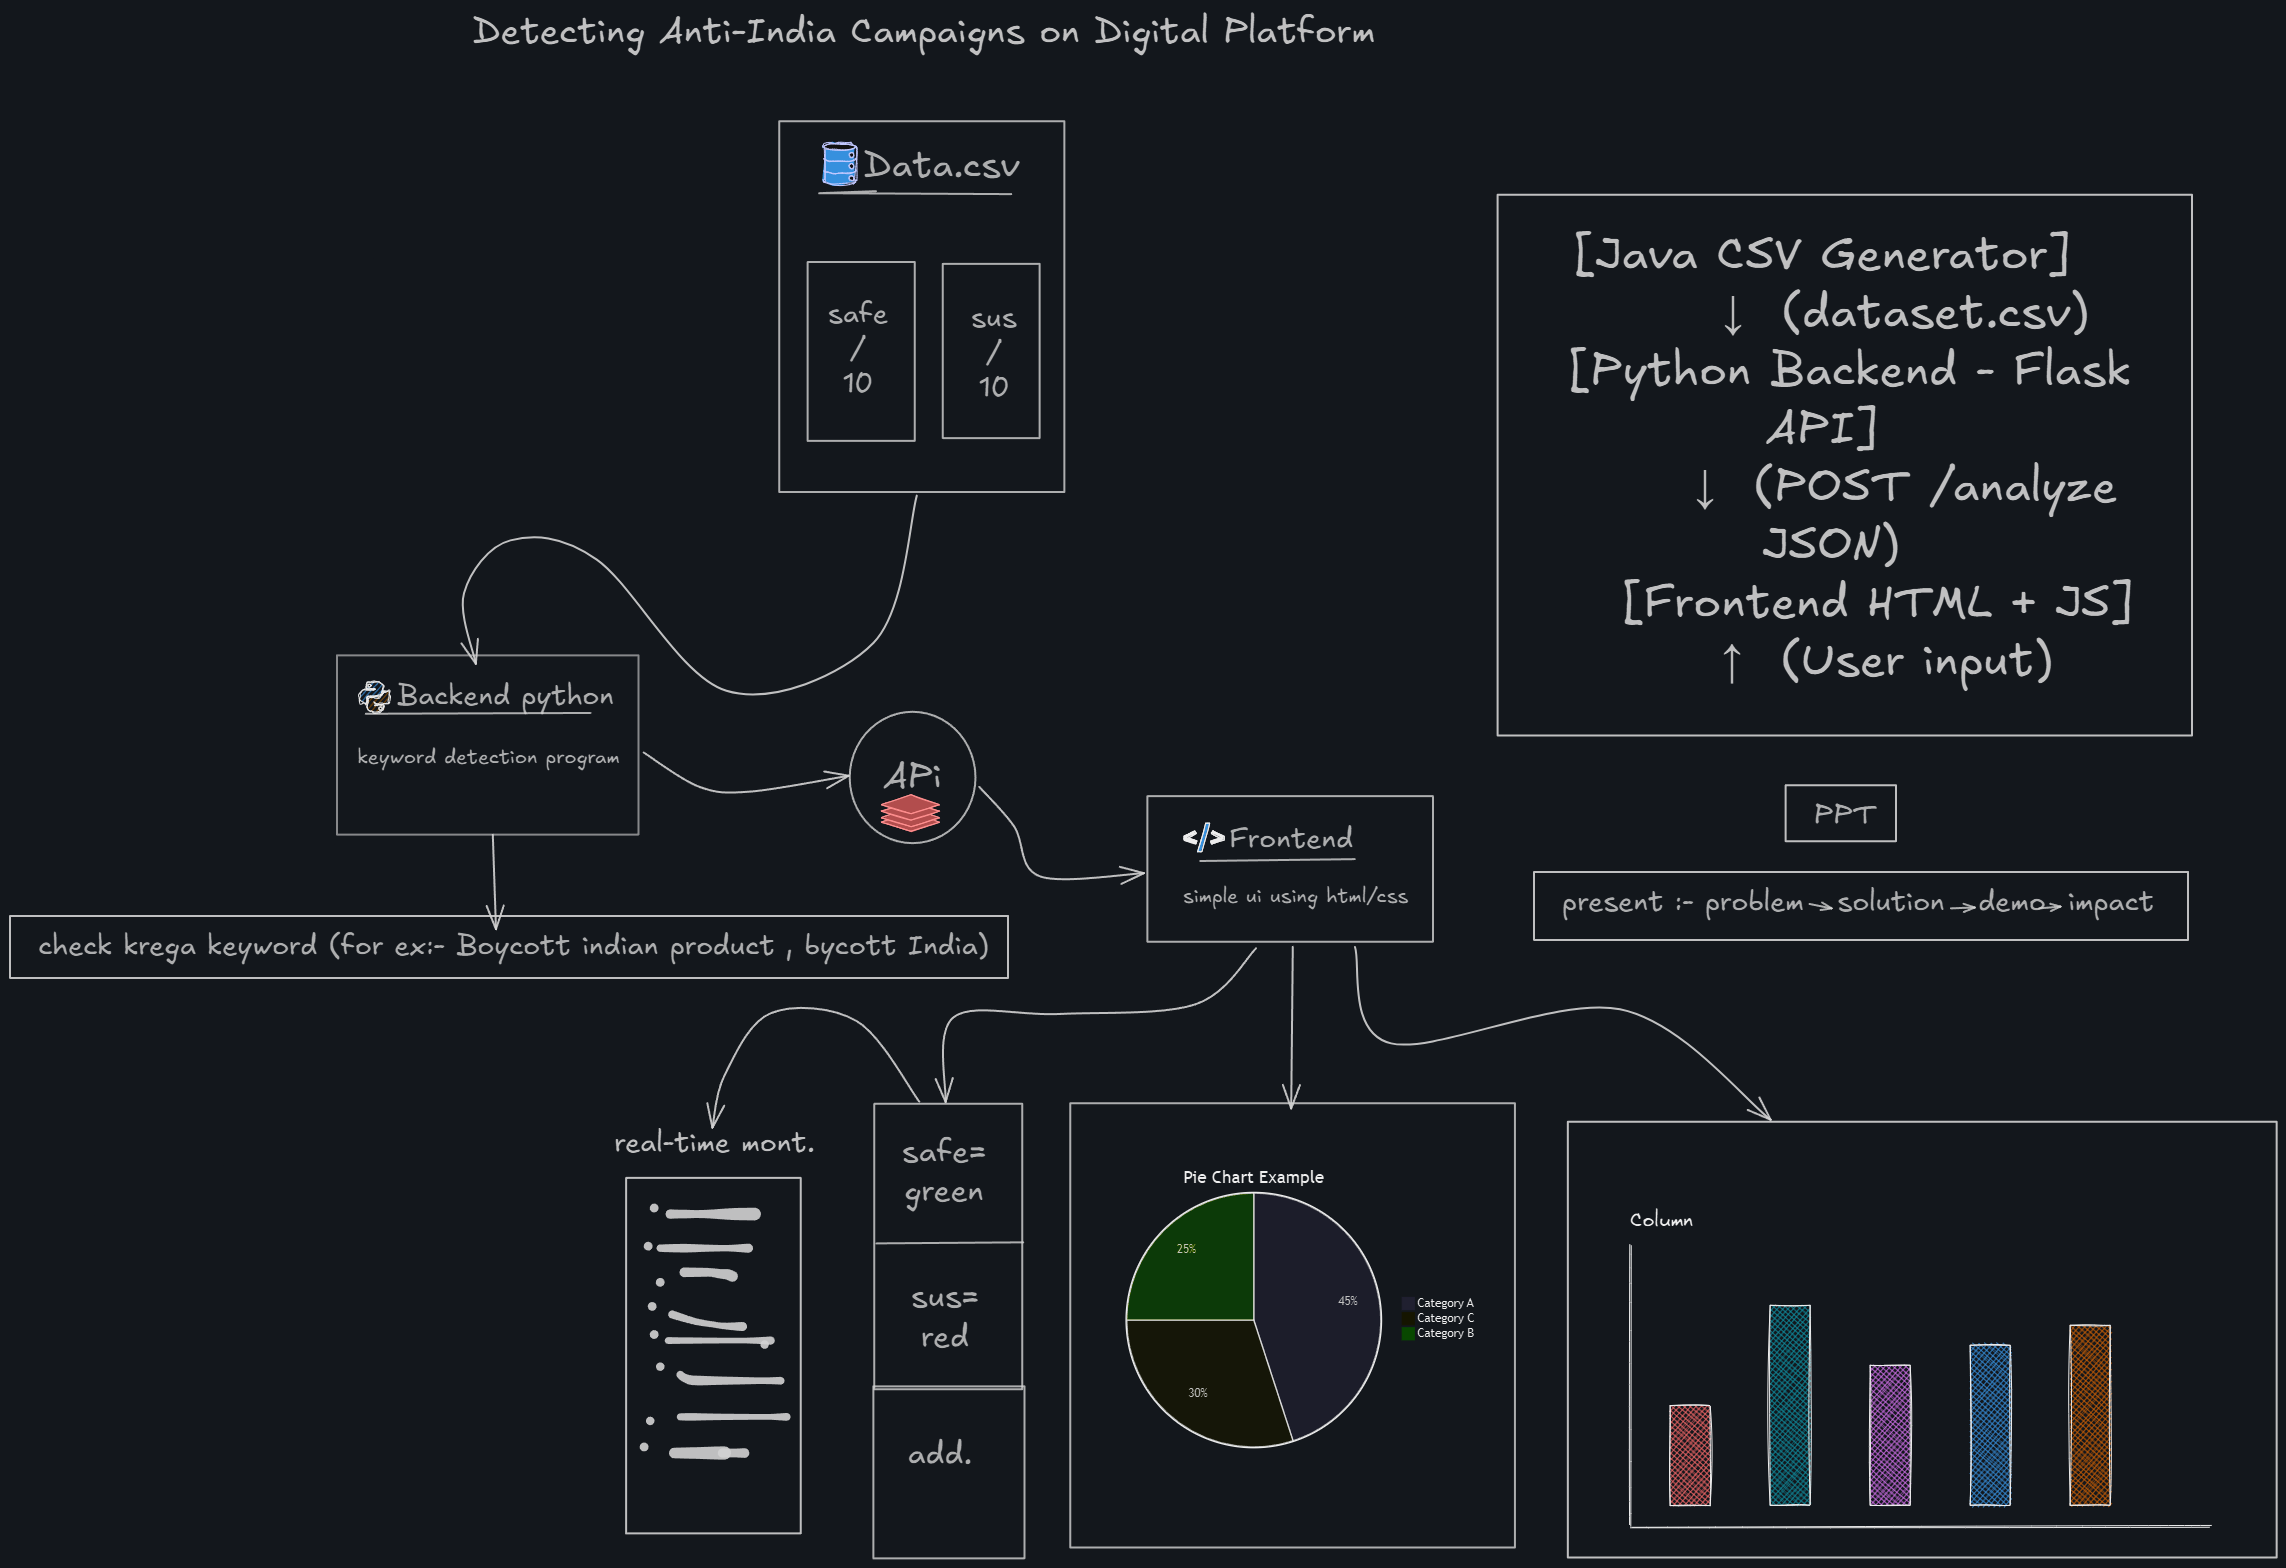 Detecting Anti-India Campaigns on Digital Platform
Data.csv
safe
/
10
sus
/
10
[Java CSV Generator]
↓ (dataset.csv)
[Python Backend - Flask
API]
↓ (POST /analyze
JSON)
[Frontend HTML + JS]
↑ (User input)
Backend python
keyword detection program
APi
</> Frontend
simple ui using html/css
PPT
present :- problem → solution → demo → impact
check krega keyword (for ex:- Boycott indian product , bycott India)
real-time mont.
safe=
green
sus=
red
add.
Pie Chart Example
25%
45%
30%
Category A
Category C
Category B
Column